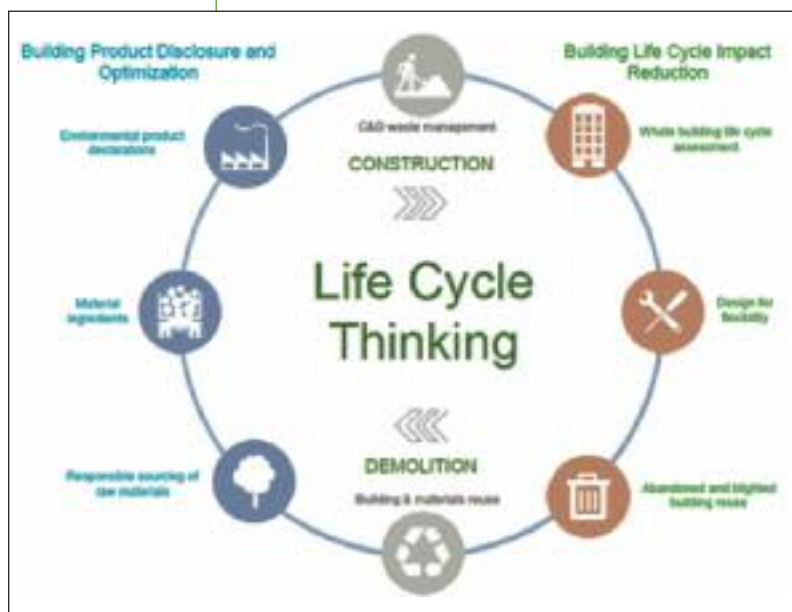 Building Product Disclosure and
Optimization
Building Life Cycle Impact
Reduction
C&D waste management
CONSTRUCTION
Environmental product
declarations
Whole building life cycle
assessment
Life Cycle
Thinking
Material
ingredients
Design for
flexibility
DEMOLITION
Building & materials reuse
Responsible sourcing of
raw materials
Abandoned and blighted
building reuse